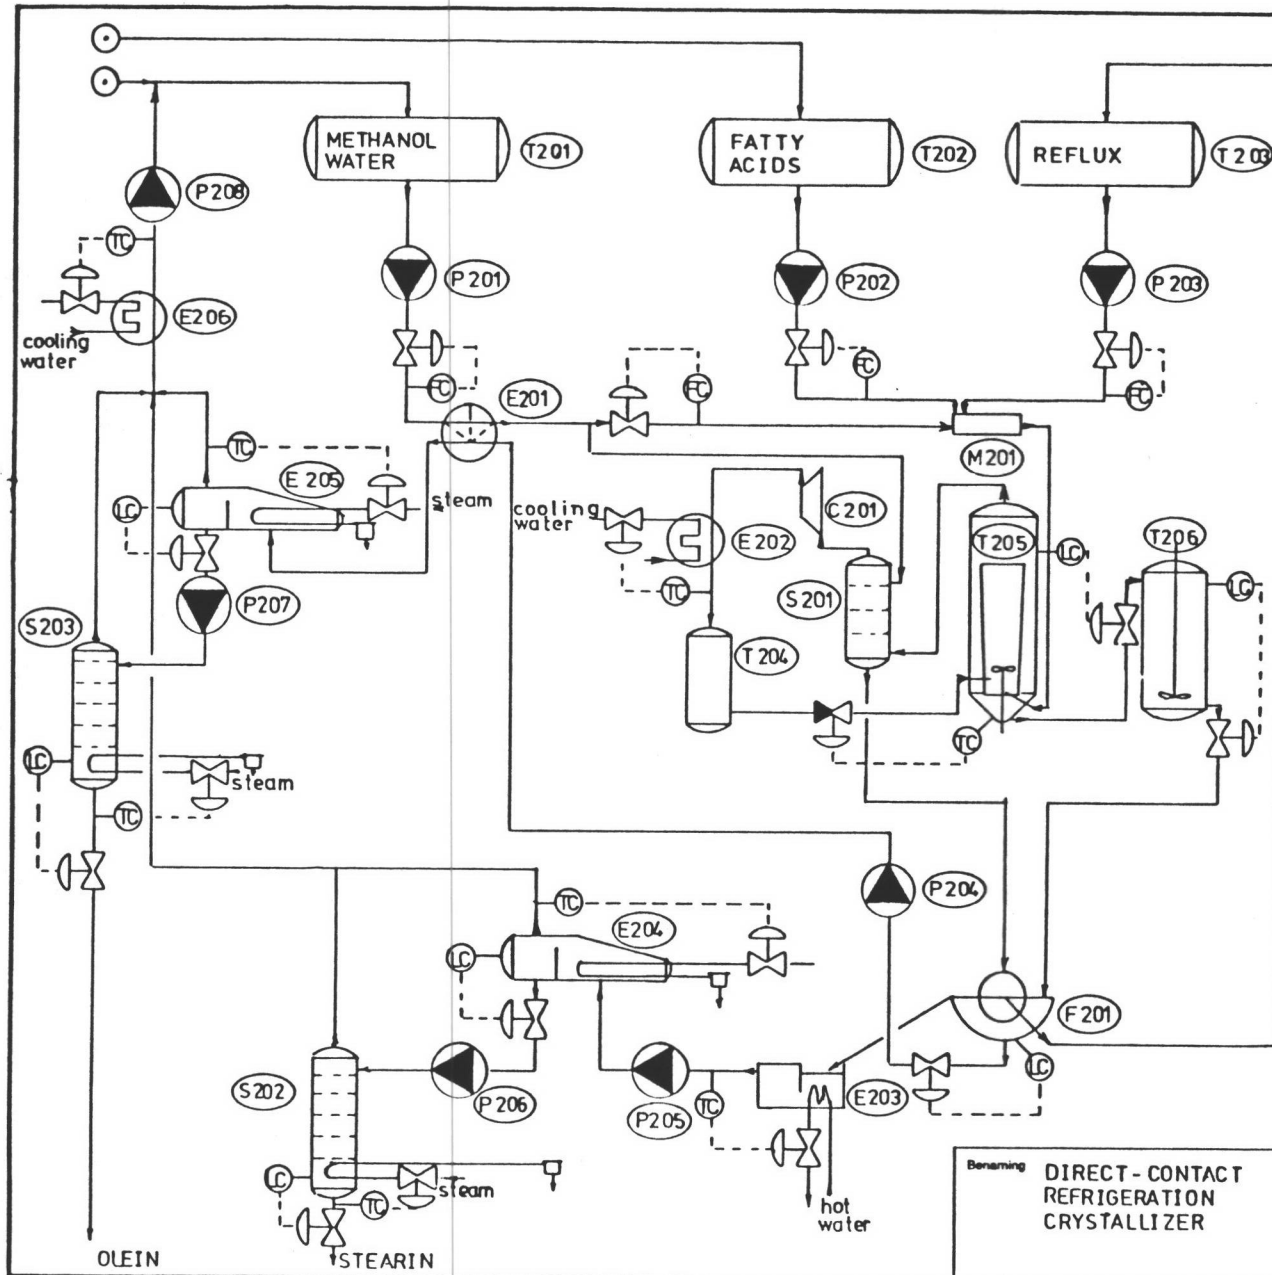 METHANOL
WATER
T201
FATTY
ACIDS
T202
REFLUX
T203
P208
TC
P201
P202
P203
E206
cooling
water
FC
FC
FC
FC
E201
M201
TC
E205
steam
LC
cooling
water
C201
E202
T205
T206
LC
LC
P207
TC
S201
S203
T204
TC
LC
steam
TC
P204
TC
E204
LC
F201
LC
S202
P206
P205
TC
E203
LC
TC
steam
hot
water
OLEIN
STEARIN
Benaming
DIRECT-CONTACT
REFRIGERATION
CRYSTALLIZER